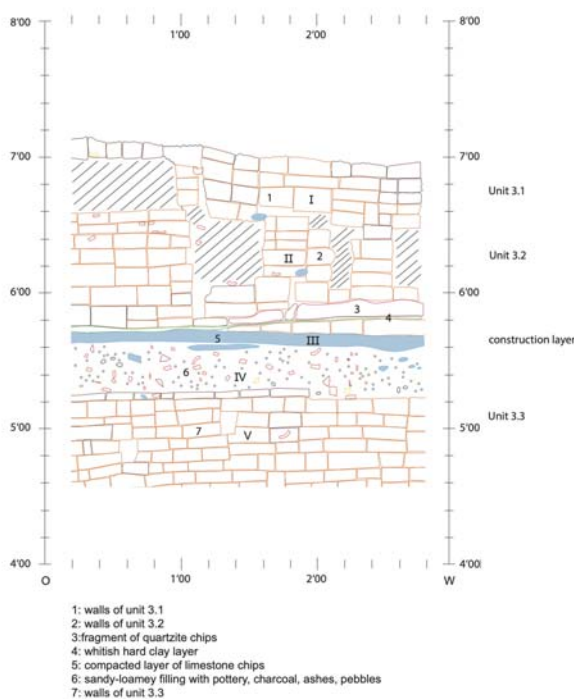 8'00 1'00 2'00 8'00
7'00 7'00
1 I Unit 3.1
II 2 Unit 3.2
6'00 6'00
3
4
5 III construction layer
6 IV
Unit 3.3
5'00 7 V 5'00
4'00 4'00
O 1'00 2'00 W
1: walls of unit 3.1
2: walls of unit 3.2
3:fragment of quartzite chips
4: whitish hard clay layer
5: compacted layer of limestone chips
6: sandy-loamey filling with pottery, charcoal, ashes, pebbles
7: walls of unit 3.3